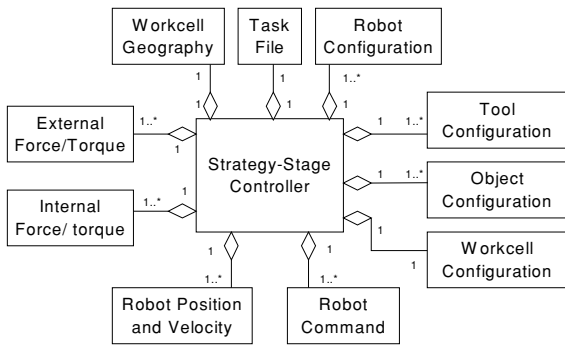 Workcell
Geography
Task
File
Robot
Configuration
1
1
1..*
1
1
1
External
Force/Torque
1..*
1
Strategy-Stage
Controller
1
1..*
Tool
Configuration
Internal
Force/ torque
1..*
1
1
1..*
Object
Configuration
1
1
Workcell
Configuration
1
1..*
1
1..*
Robot Position
and Velocity
Robot
Command